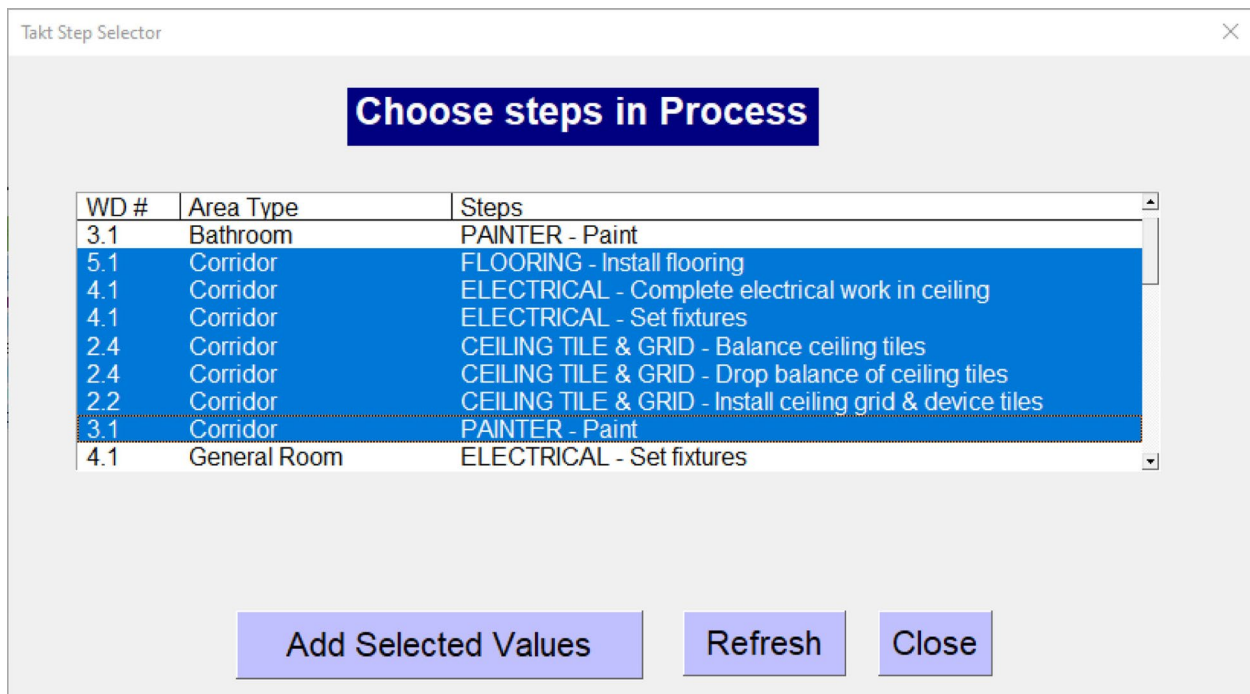 Takt Step Selector
Choose steps in Process
WD # Area Type Steps
3.1 Bathroom PAINTER - Paint
5.1 Corridor FLOORING - Install flooring
4.1 Corridor ELECTRICAL - Complete electrical work in ceiling
4.1 Corridor ELECTRICAL - Set fixtures
2.4 Corridor CEILING TILE & GRID - Balance ceiling tiles
2.4 Corridor CEILING TILE & GRID - Drop balance of ceiling tiles
2.2 Corridor CEILING TILE & GRID - Install ceiling grid & device tiles
3.1 Corridor PAINTER - Paint
4.1 General Room ELECTRICAL - Set fixtures
Add Selected Values Refresh Close